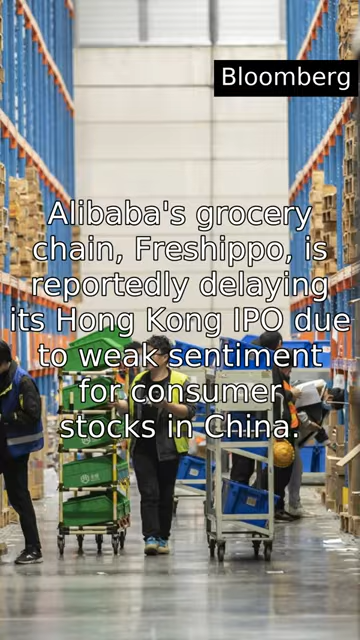 Bloomberg
Alibaba's grocery
chain, Freshippo, is
reportedly delaying
its Hong Kong IPO due
to weak sentiment
for consumer
stocks in China.